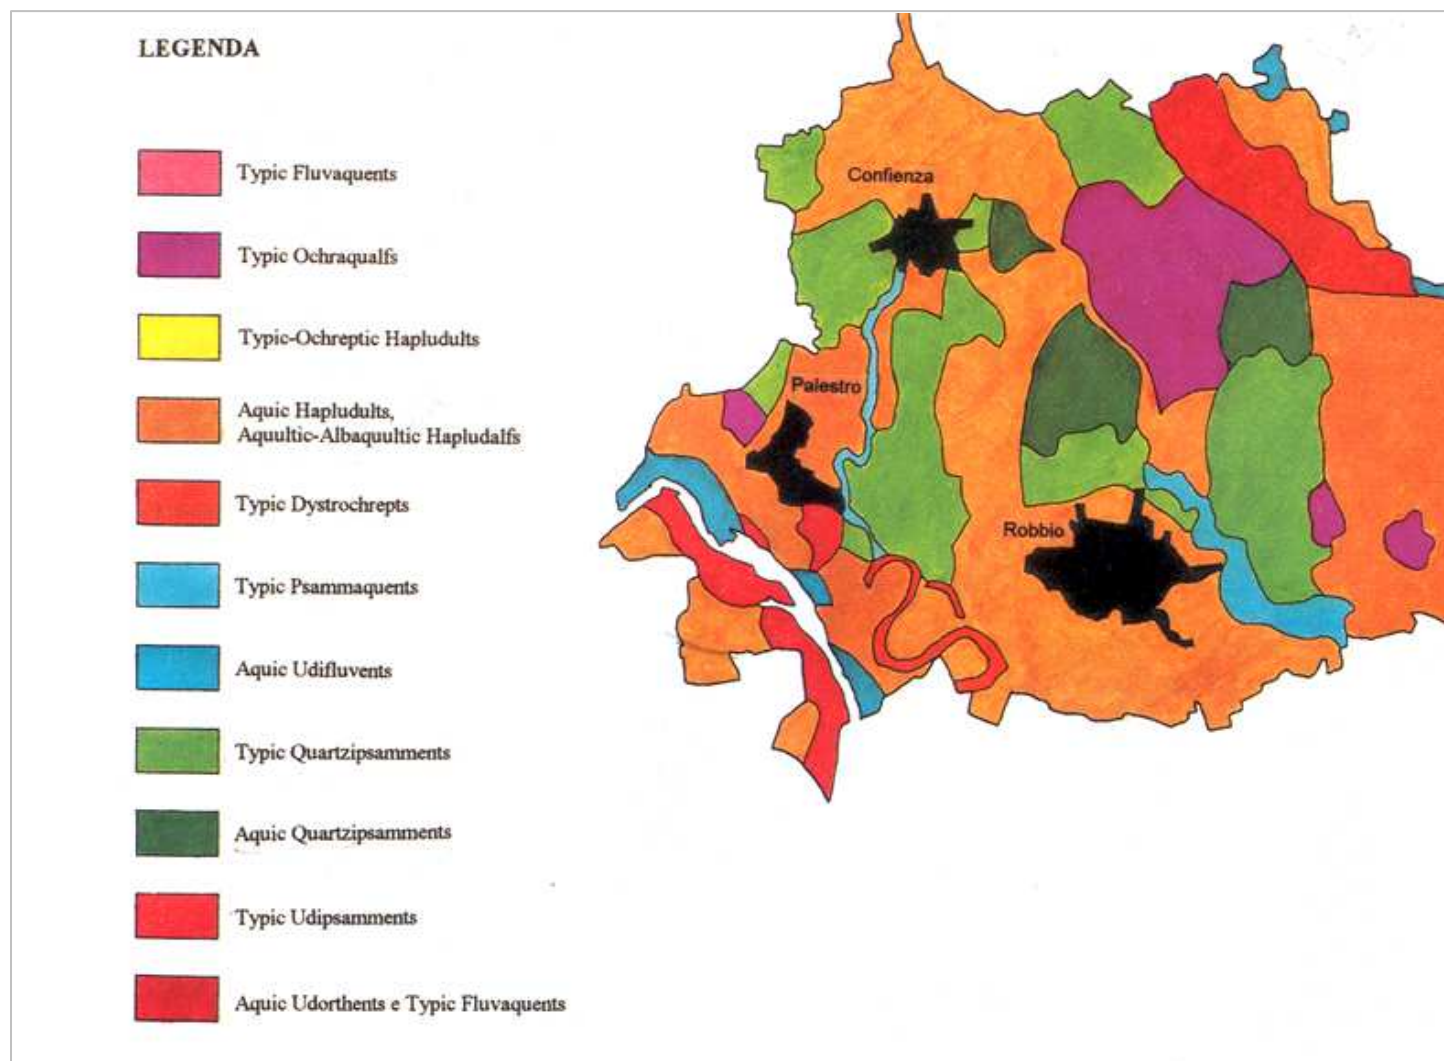 LEGENDA
Typic Fluvaquents
Typic Ochraqualfs
Typic-Ochreptic Hapludults
Aquic Hapludults,
Aquultic-Albaquultic Hapludalfs
Typic Dystrochrepts
Typic Psammaquents
Aquic Udifluvents
Typic Quartzipsamments
Aquic Quartzipsamments
Typic Udipsamments
Aquic Udorthents e Typic Fluvaquents
Confienza
Palestro
Robbio